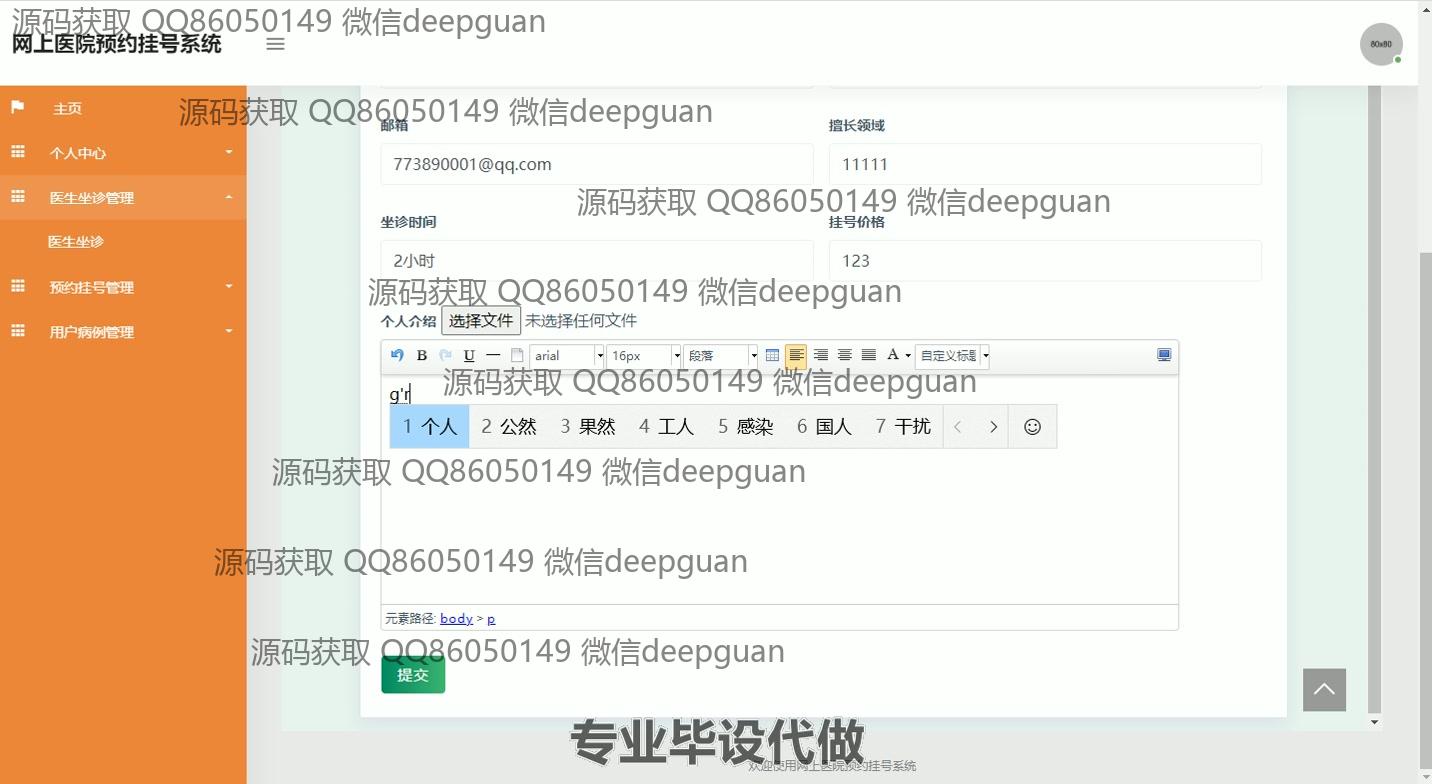 源码获取 QQ86050149 微信deepguan
网上医院预约挂号系统
80x80
主页
源码获取 QQ86050149 微信deepguan
邮箱
擅长领域
个人中心
773890001@qq.com
11111
医生坐诊管理
源码获取 QQ86050149 微信deepguan
坐诊时间
挂号价格
医生坐诊
2小时
123
预约挂号管理
源码获取 QQ86050149 微信deepguan
个人介绍 选择文件 未选择任何文件
用户病例管理
B U arial 16px 段落 A 自定义标题
源码获取 QQ86050149 微信deepguan
g'r
1 个人 2 公然 3 果然 4 工人 5 感染 6 国人 7 干扰
源码获取 QQ86050149 微信deepguan
源码获取 QQ86050149 微信deepguan
元素路径: body > p
源码获取 QQ86050149 微信deepguan
提交
专业毕设代做
欢迎使用网上医院预约挂号系统